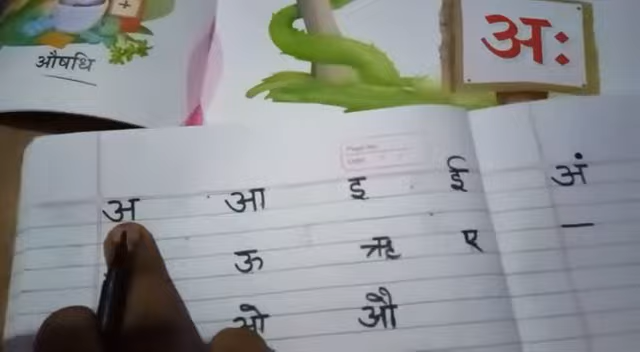 औषधि
अः
अ आ इ ई अं
ऊ ऋ ए –
ओ औ